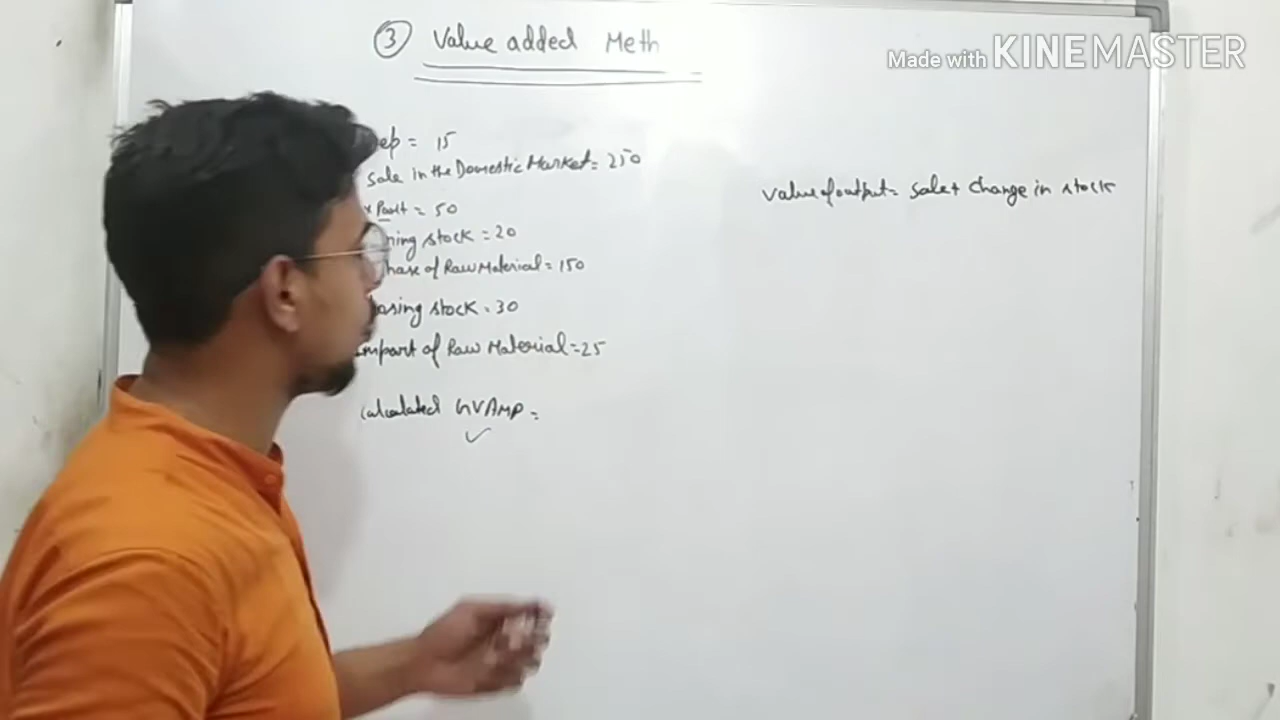 ③ Value added Meth
Made with KINEMASTER
ep = 15
Sale in the Domestic Market = 250
value of output = Sale + Change in stock
Port = 50
ning stock = 20
hase of Raw Material = 150
osing stock = 30
mport of Raw Material = 25
Calculated GVAMP =